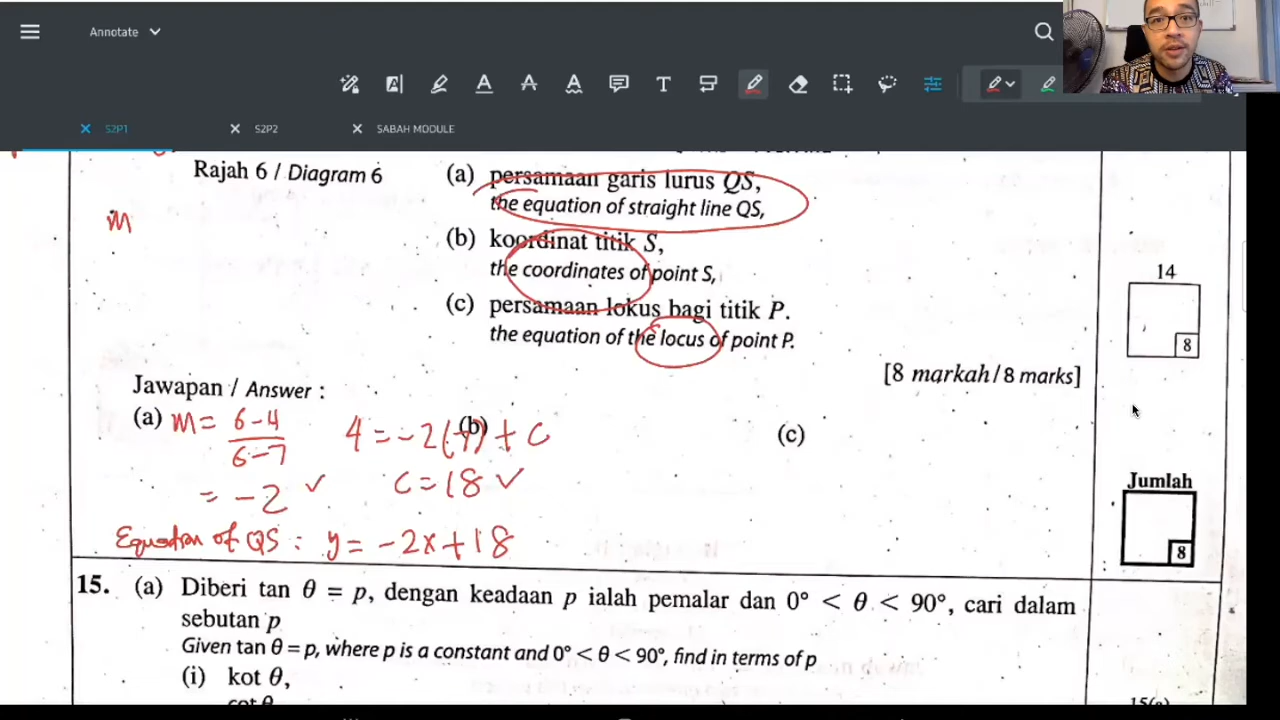 Annotate
S2P1
S2P2
SABAH MODULE
Rajah 6 / Diagram 6
(a) persamaan garis lurus QS,
the equation of straight line QS,
m
(b) koordinat titik S,
the coordinates of point S,
(c) persamaan lokus bagi titik P.
the equation of the locus of point P.
14
8
[8 markah/8 marks]
Jawapan / Answer :
(a) m = 6-4
6-7
= -2 ✓
4 = -2(7) + c
c = 18 ✓
(b)
(c)
Equation of QS : y = -2x+18
Jumlah
8
15. (a) Diberi tan θ = p, dengan keadaan p ialah pemalar dan 0° < θ < 90°, cari dalam
sebutan p
Given tan θ = p, where p is a constant and 0° < θ < 90°, find in terms of p
(i) kot θ,
cot θ
15(a)